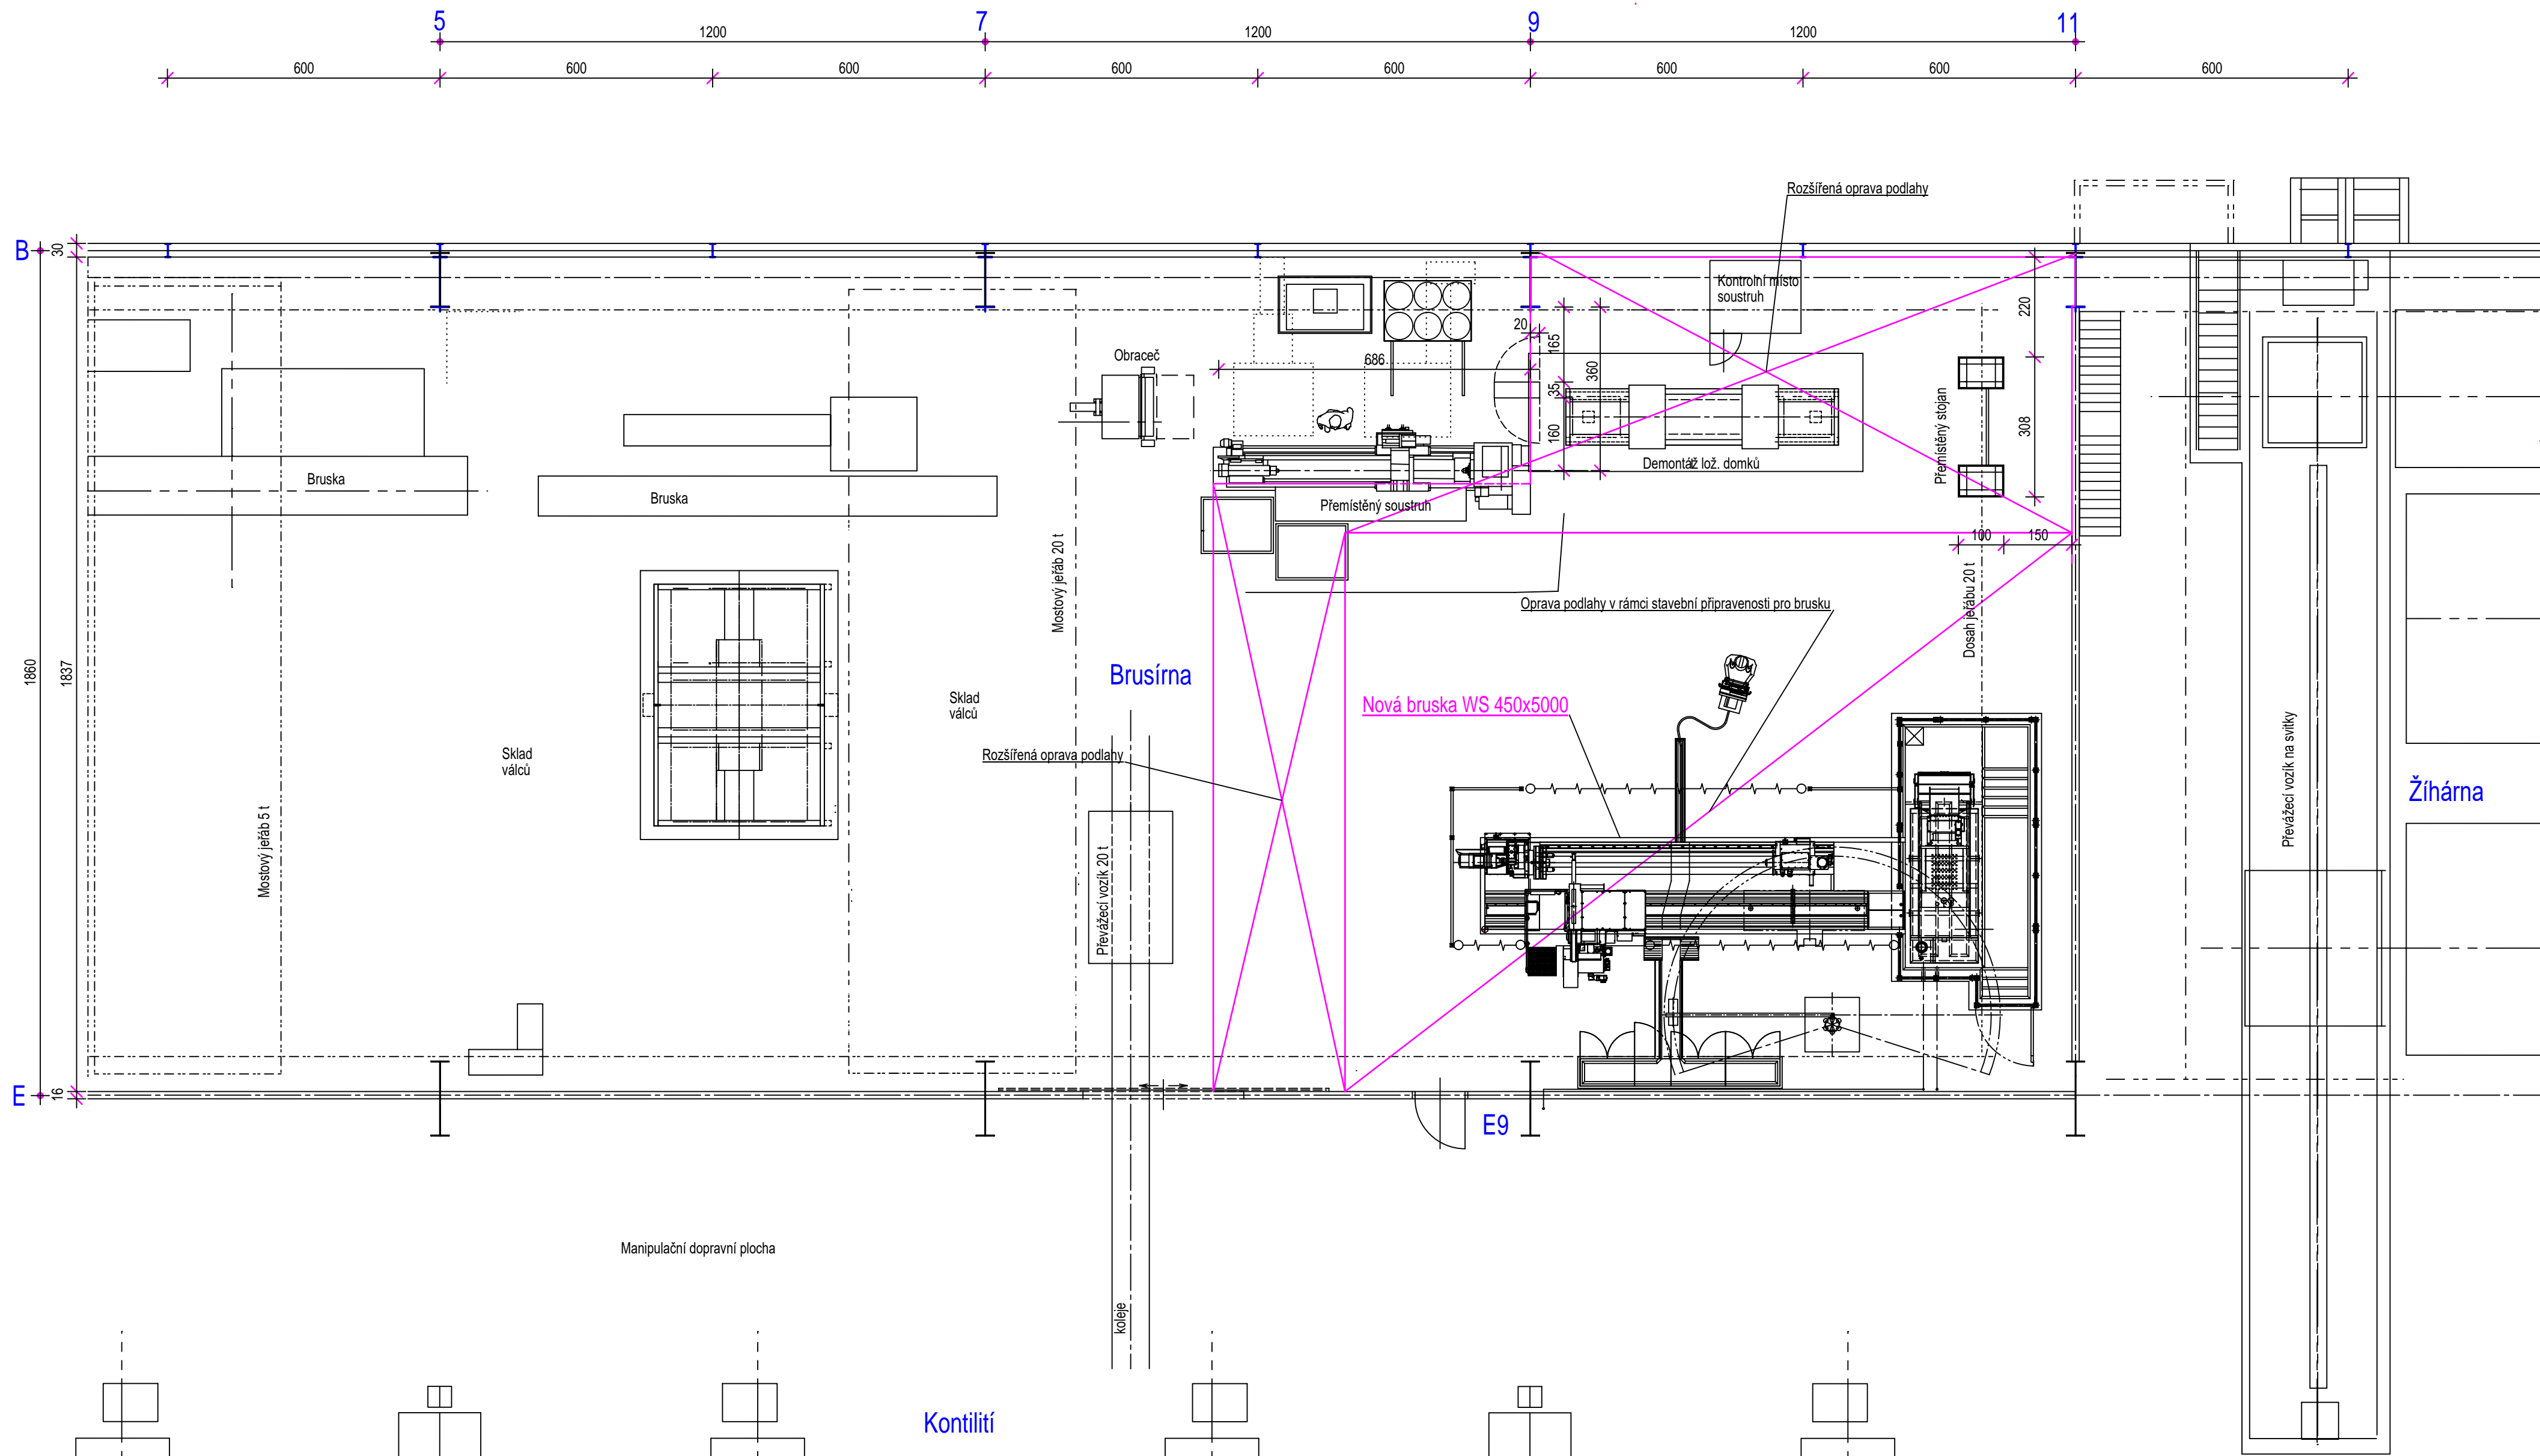 5
7
9
11
1200
1200
1200
600
600
600
600
600
600
600
600
Rozšířená oprava podlahy
B
30
Kontrolní místo
soustruh
220
20
165
Obraceč
686
360
35
Přemístěný stojan
308
160
Demontáž lož. domků
Bruska
Bruska
Přemístěný soustruh
100
150
Mostový jeřáb 20 t
Dosah jeřábu 20 t
Oprava podlahy v rámci stavební připravenosti pro brusku
1860
1837
Brusírna
Sklad
válců
Nová bruska WS 450x5000
Sklad
válců
Rozšířená oprava podlahy
Převážecí vozík na svitky
Žíhárna
Mostový jeřáb 5 t
Převážecí vozík 20 t
E
16
E9
Manipulační dopravní plocha
koleje
Kontilití